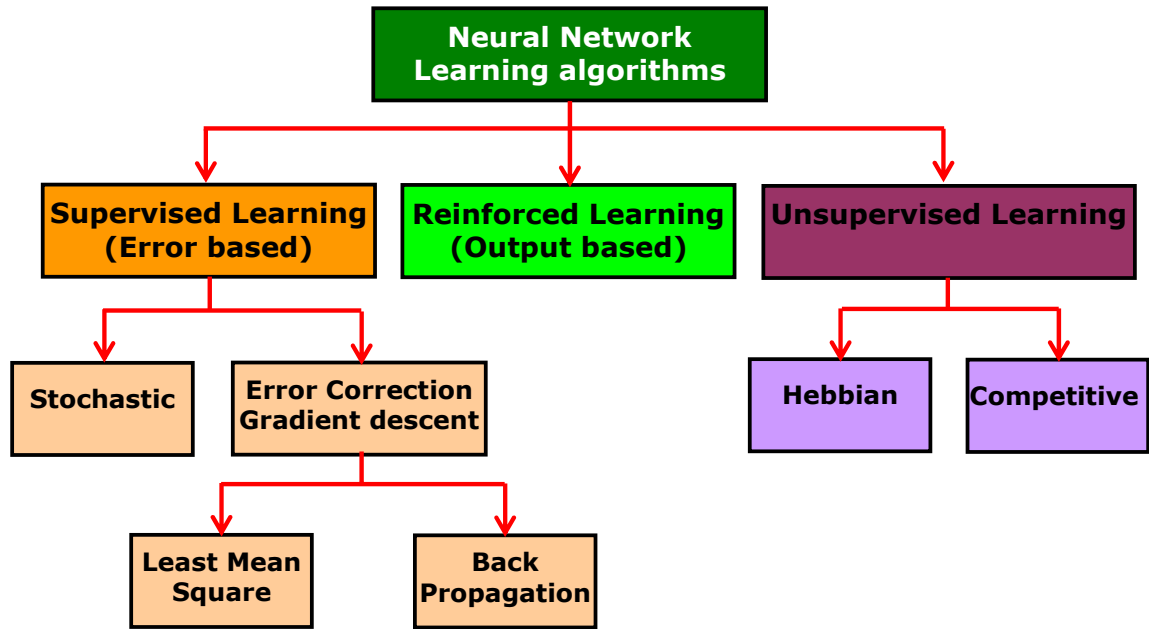 Neural Network
Learning algorithms
Supervised Learning
(Error based)
Reinforced Learning
(Output based)
Unsupervised Learning
Stochastic
Error Correction
Gradient descent
Hebbian
Competitive
Least Mean
Square
Back
Propagation